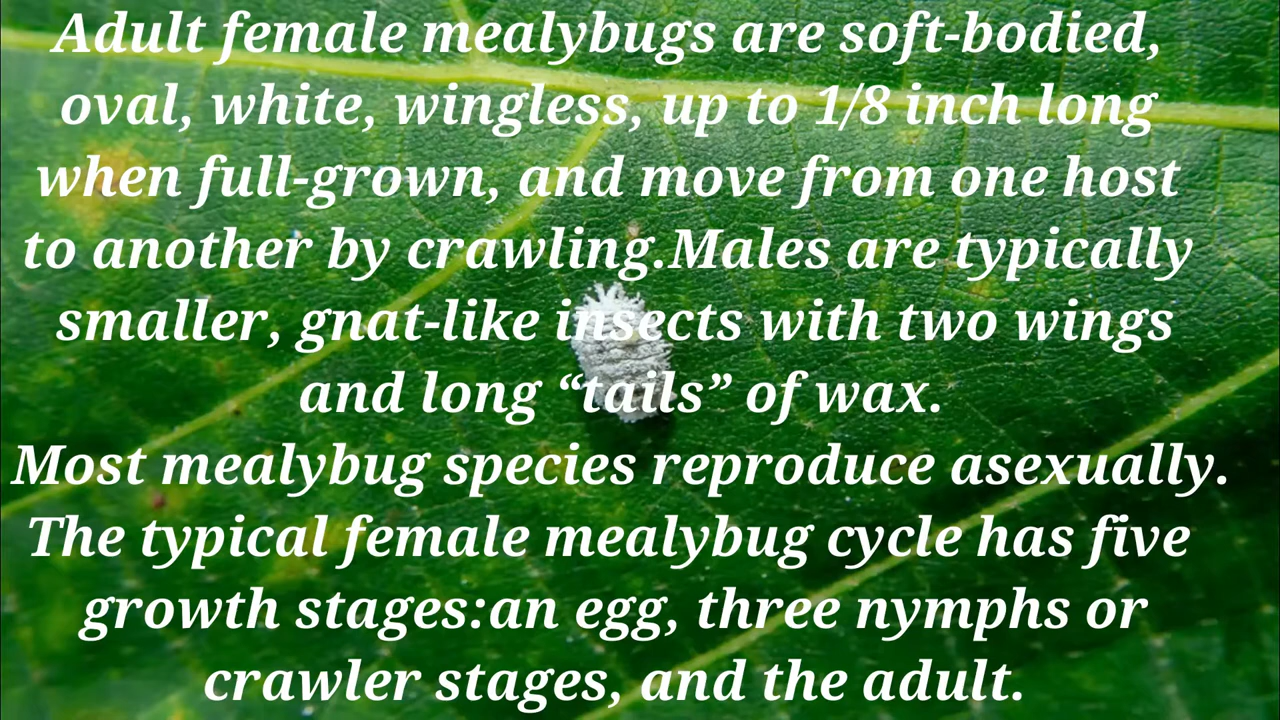 Adult female mealybugs are soft-bodied,
oval, white, wingless, up to 1/8 inch long
when full-grown, and move from one host
to another by crawling.Males are typically
smaller, gnat-like insects with two wings
and long “tails” of wax.
Most mealybug species reproduce asexually.
The typical female mealybug cycle has five
growth stages:an egg, three nymphs or
crawler stages, and the adult.